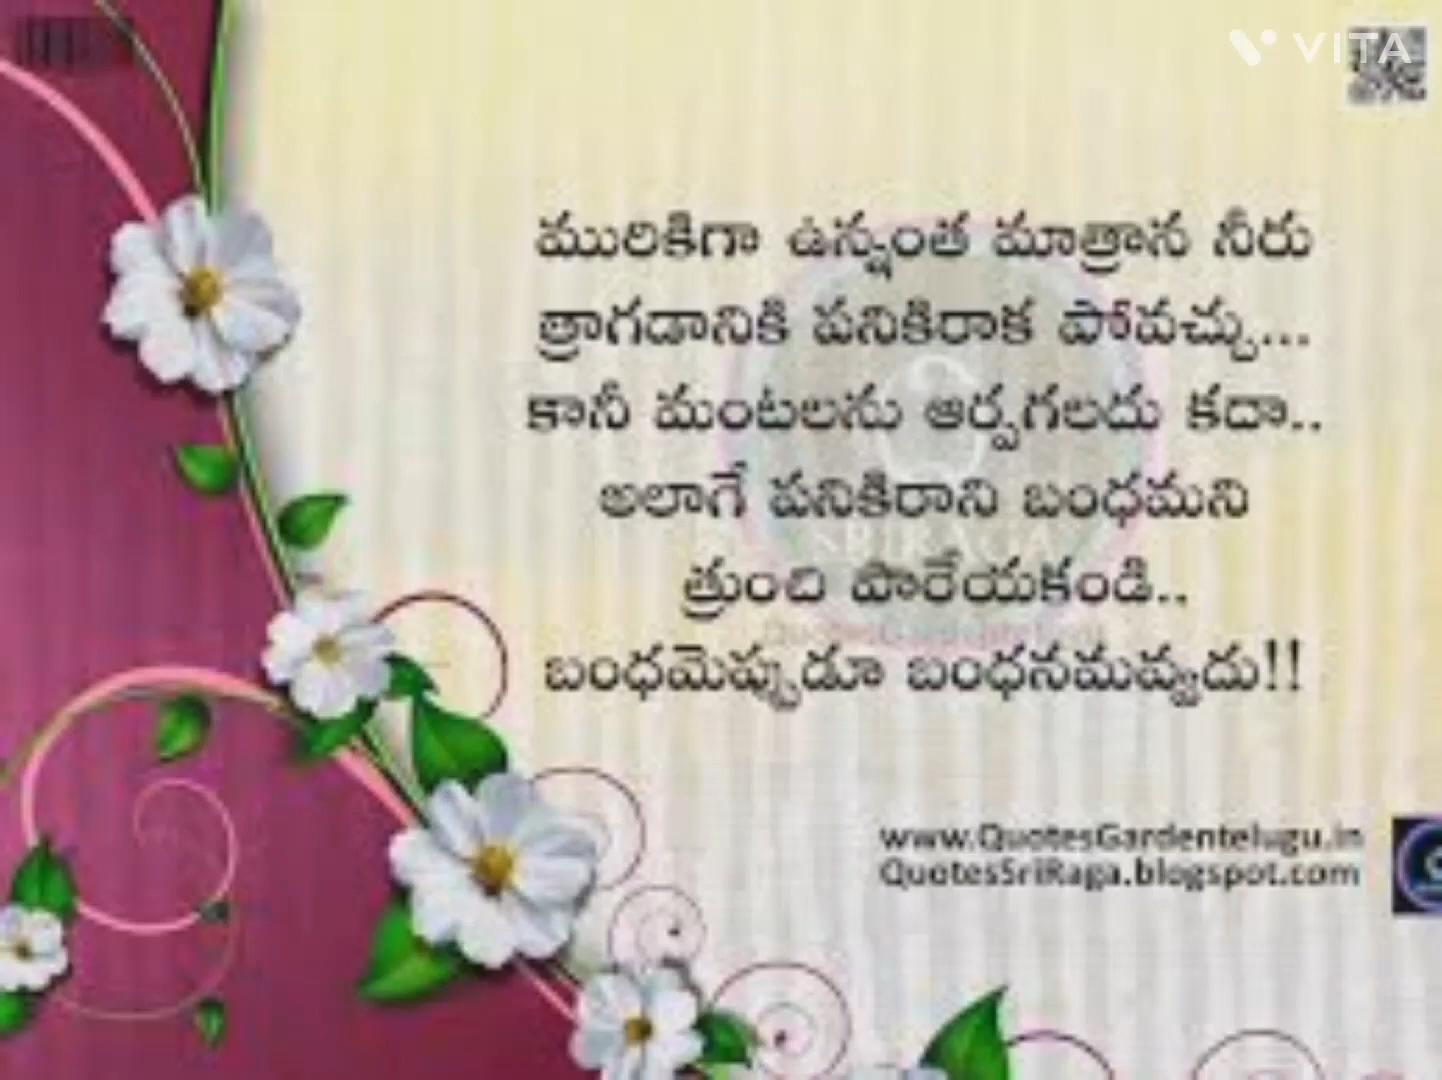 VITA
మురికిగా ఉన్నంత మాత్రాన నీరు
త్రాగడానికి పనికిరాక పోవచ్చు...
కానీ మంటలను ఆర్పగలదు కదా..
అలాగే పనికిరాని బంధమని
త్రుంచి పారేయకండి..
బంధమెప్పుడూ బంధనమవ్వదు!!
SRIRAGA
www.QuotesGardentelugu.in
QuotesSriRaga.blogspot.com